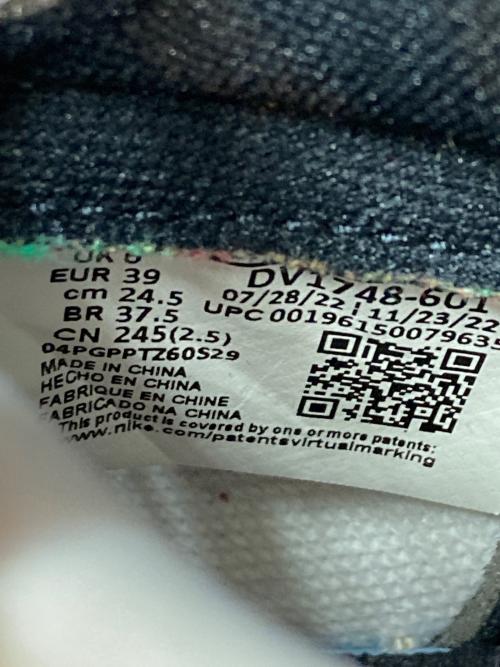 EUR 39
cm 24.5
BR 37.5
CN 245(2.5)
04PGPPTZ60S29
DV1748-601
07/28/22 11/23/22
UPC 00196150079635
MADE IN CHINA
HECHO EN CHINA
FABRIQUE EN CHINE
FABRICADO NA CHINA
This product is covered by one or more patents:
www.nike.com/patentsvirtualmarking